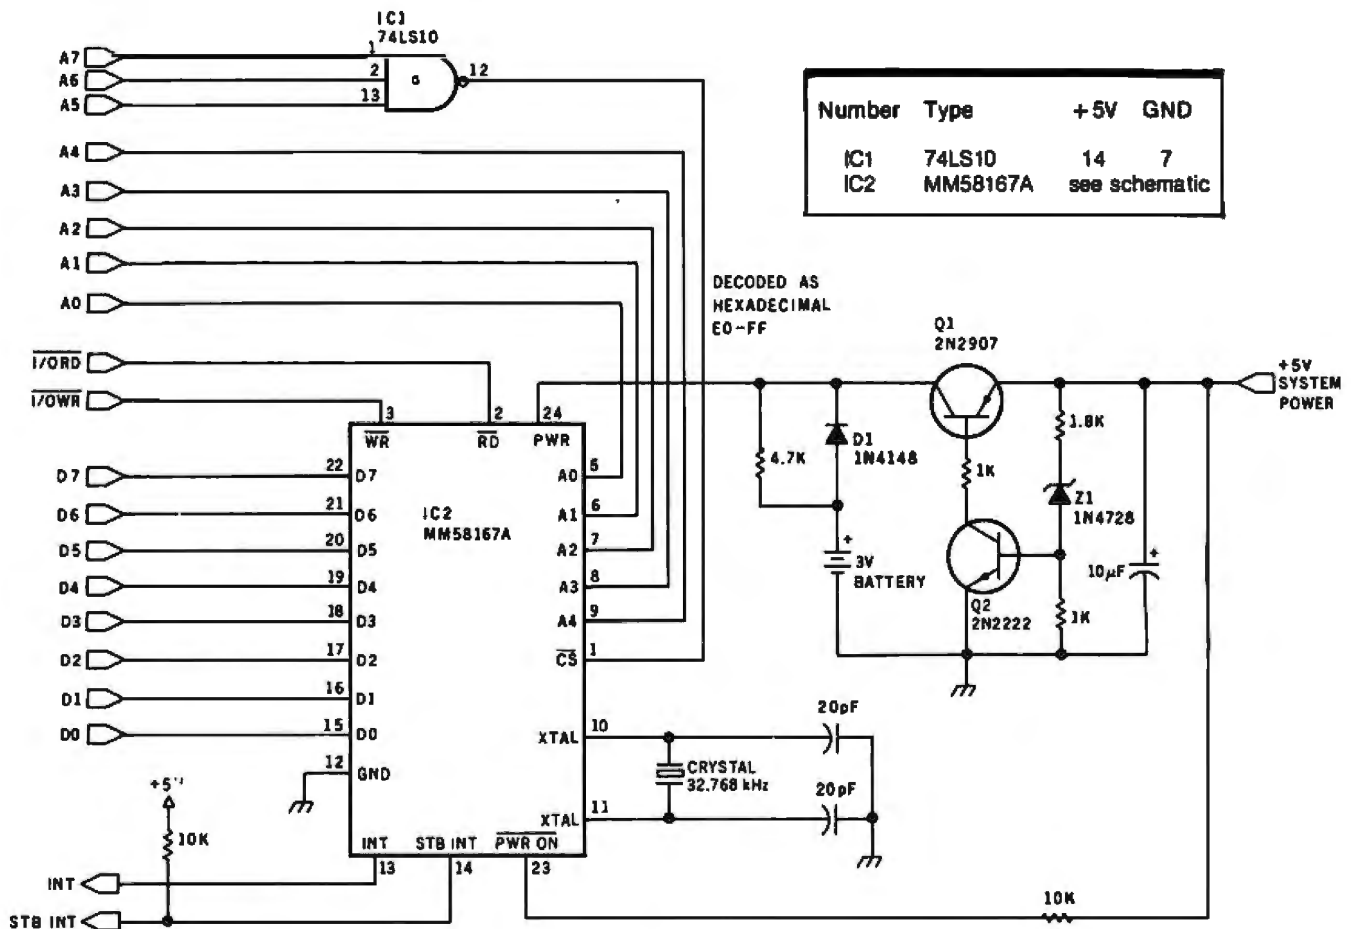 IC1
74LS10
A7
1
A6
2
12
A5
13
A4
A3
A2
A1
A0
I/ORD
I/OWR
Number Type +5V GND
IC1 74LS10 14 7
IC2 MM58167A see schematic
DECODED AS
HEXADECIMAL
E0-FF
Q1
2N2907
+5V
SYSTEM
POWER
3
2
24
WR
RD
PWR
D7
22
D7
D6
21
D6
D5
20
D5
D4
19
D4
D3
18
D3
D2
17
D2
D1
16
D1
D0
15
D0
12
GND
IC2
MM58167A
A0
5
A1
6
A2
7
A3
8
A4
9
CS
1
XTAL
10
XTAL
11
INT
STB INT
PWR ON
13
14
23
4.7K
D1
1N4148
1K
1.8K
Z1
1N4728
+
3V
BATTERY
Q2
2N2222
+
10µF
1K
20pF
CRYSTAL
32.768 kHz
20pF
10K
10K
INT
STB INT